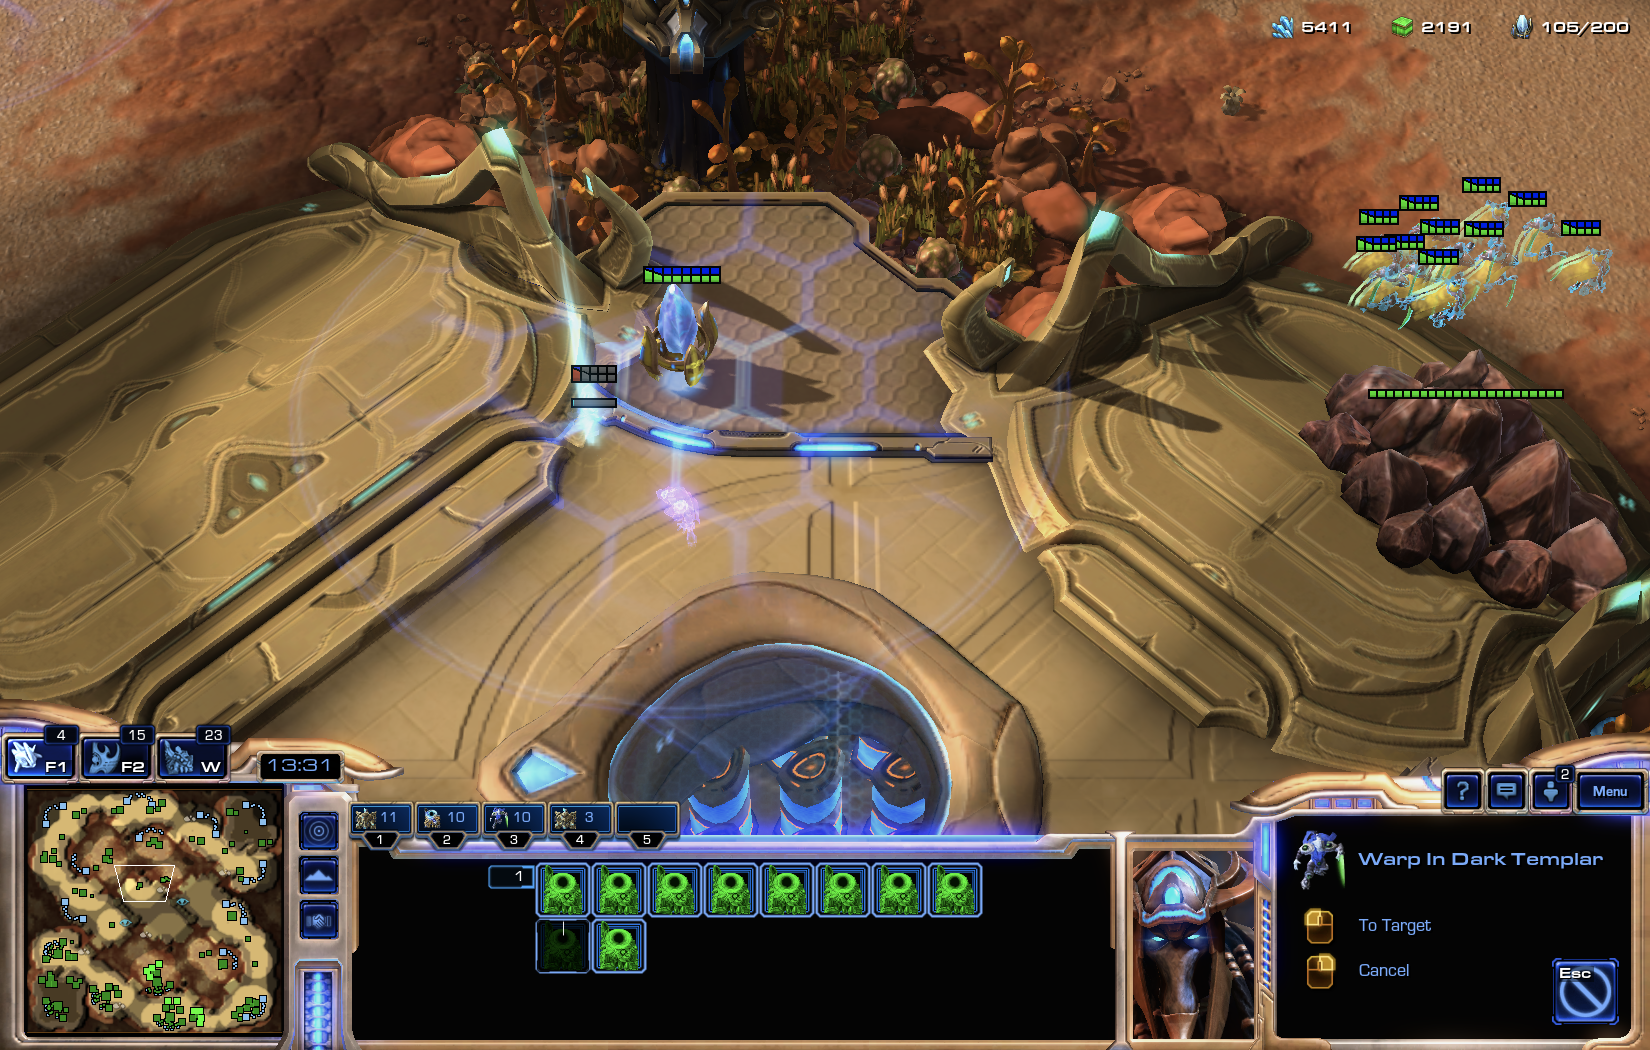 5411 2191 105/200
4 15 23
F1 F2 W
13:31
2
? Menu
11 10 10 3
1 2 3 4 5
1
Warp In Dark Templar
To Target
Cancel
Esc